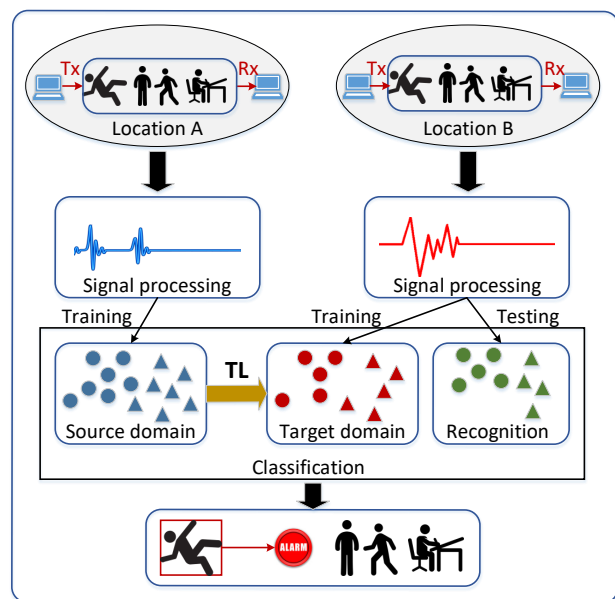 Tx
Rx
Location A
Tx
Rx
Location B
Signal processing
Signal processing
Training
Training
Testing
TL
Source domain
Target domain
Recognition
Classification
ALARM